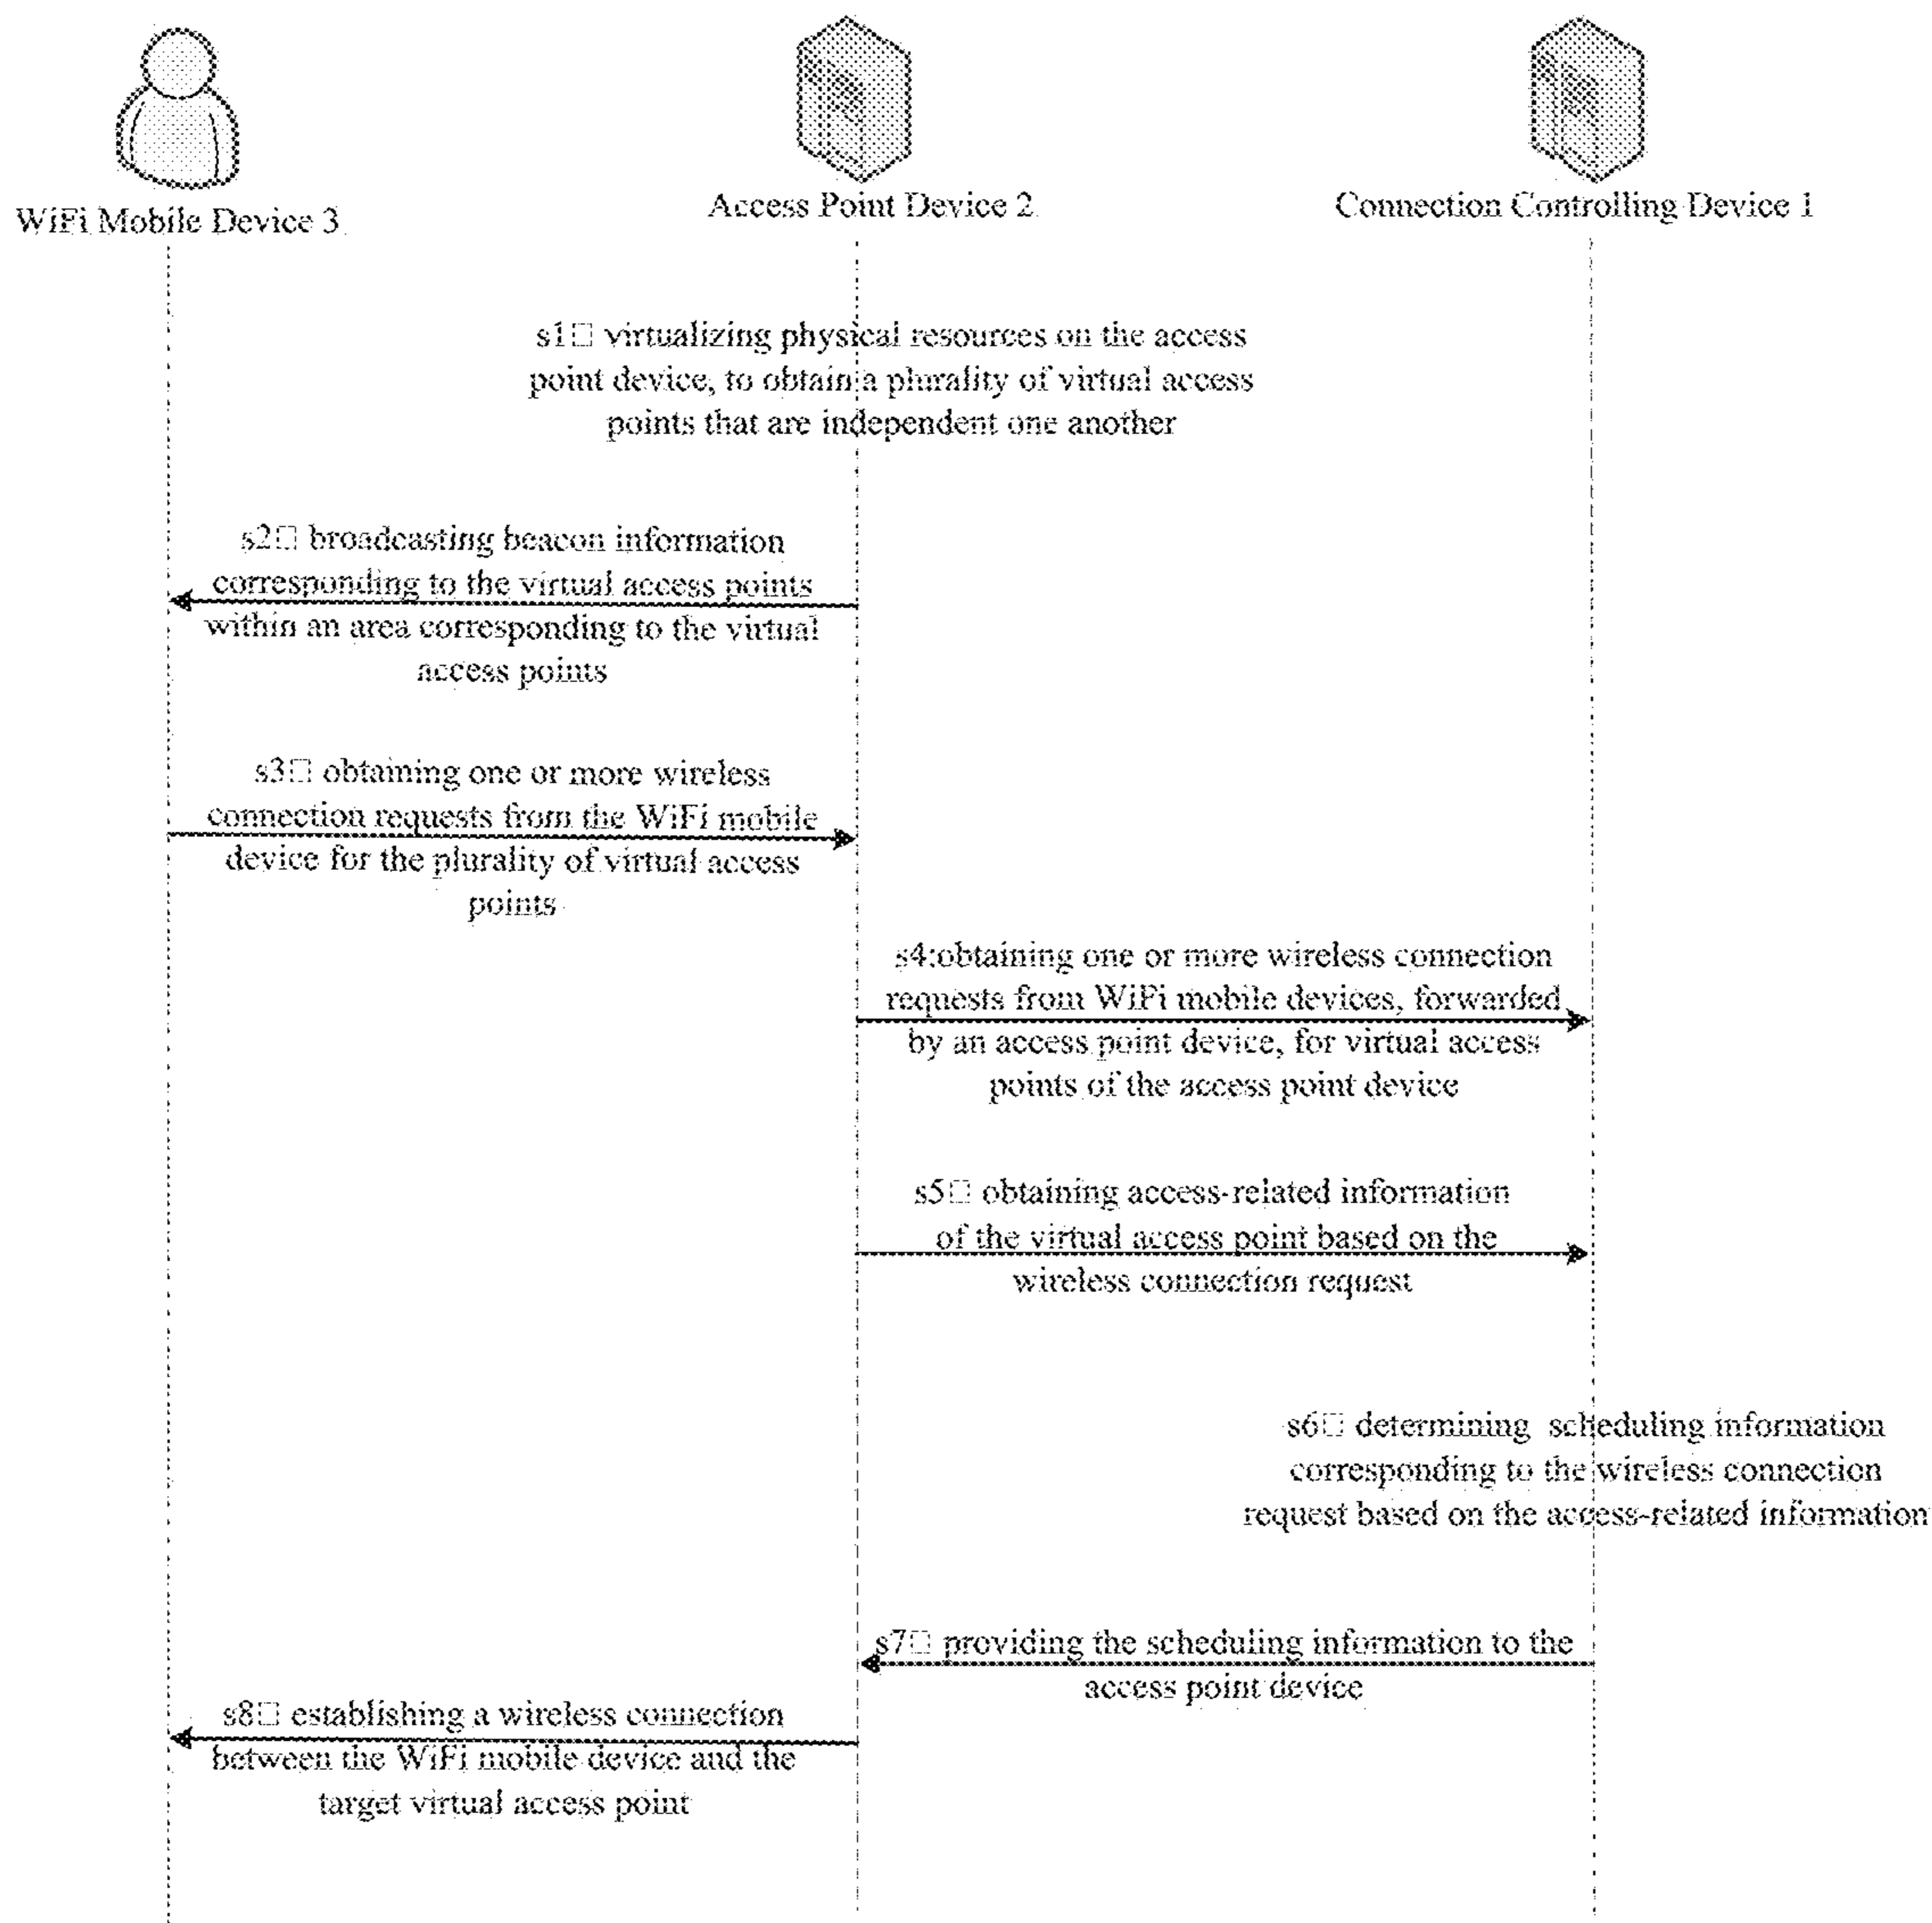 WiFi Mobile Device 3
Access Point Device 2
Connection Controlling Device 1
s1□ virtualizing physical resources on the access
point device, to obtain a plurality of virtual access
points that are independent one another
s2□ broadcasting beacon information
corresponding to the virtual access points
within an area corresponding to the virtual
access points
s3□ obtaining one or more wireless
connection requests from the WiFi mobile
device for the plurality of virtual access
points
s4:obtaining one or more wireless connection
requests from WiFi mobile devices, forwarded
by an access point device, for virtual access
points of the access point device
s5□ obtaining access-related information
of the virtual access point based on the
wireless connection request
s6□ determining scheduling information
corresponding to the wireless connection
request based on the access-related information
s7□ providing the scheduling information to the
access point device
s8□ establishing a wireless connection
between the WiFi mobile device and the
target virtual access point